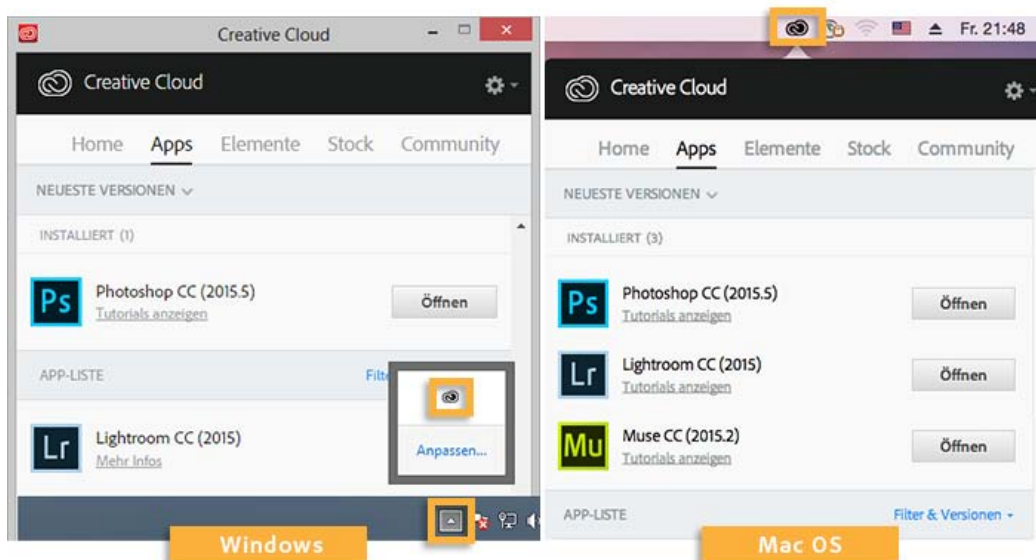 Creative Cloud
Creative Cloud
Home Apps Elemente Stock Community
NEUESTE VERSIONEN
INSTALLIERT (1)
Ps
Photoshop CC (2015.5)
Tutorials anzeigen
Öffnen
APP-LISTE
Lr
Lightroom CC (2015)
Mehr Infos
Anpassen...
Windows
Fr. 21:48
Creative Cloud
Home Apps Elemente Stock Community
NEUESTE VERSIONEN
INSTALLIERT (3)
Ps
Photoshop CC (2015.5)
Tutorials anzeigen
Öffnen
Lr
Lightroom CC (2015)
Tutorials anzeigen
Öffnen
Mu
Muse CC (2015.2)
Tutorials anzeigen
Öffnen
APP-LISTE
Filter & Versionen
Mac OS